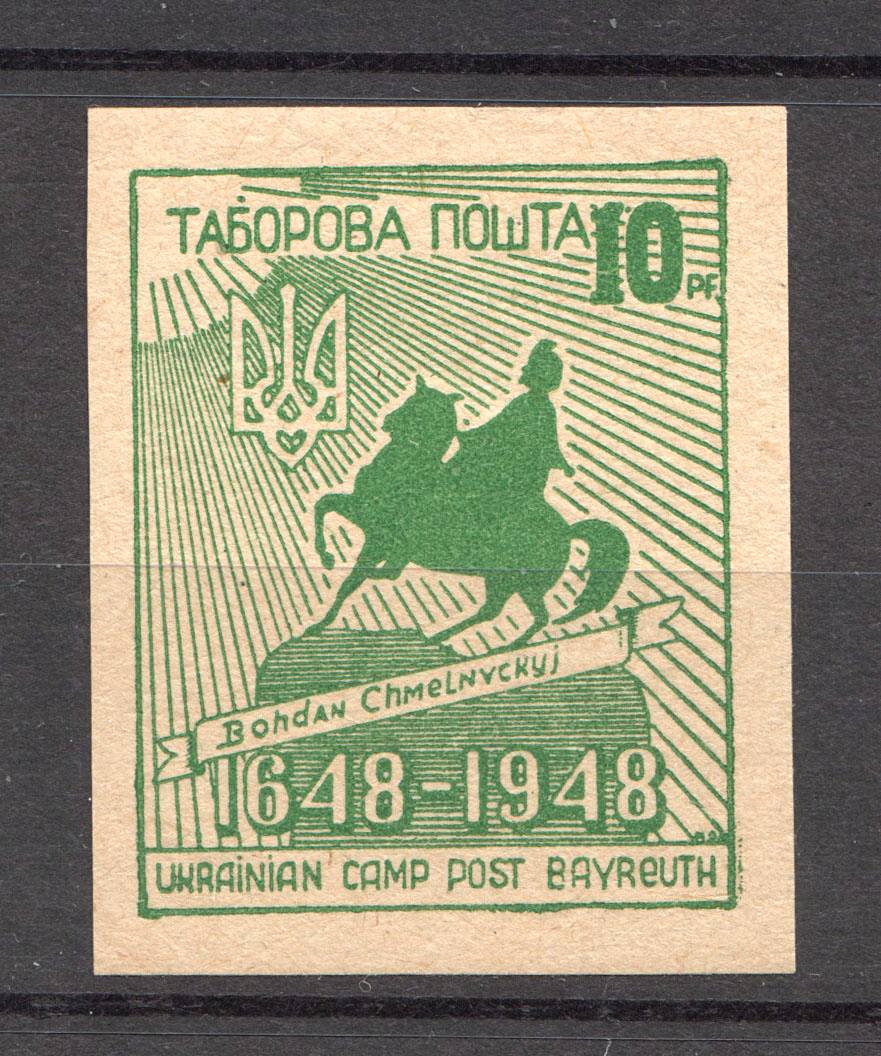 ТАБОРОВА ПОШТА 10 PF.
Bohdan Chmelnyckyj
1648-1948
UKRAINIAN CAMP POST BAYREUTH